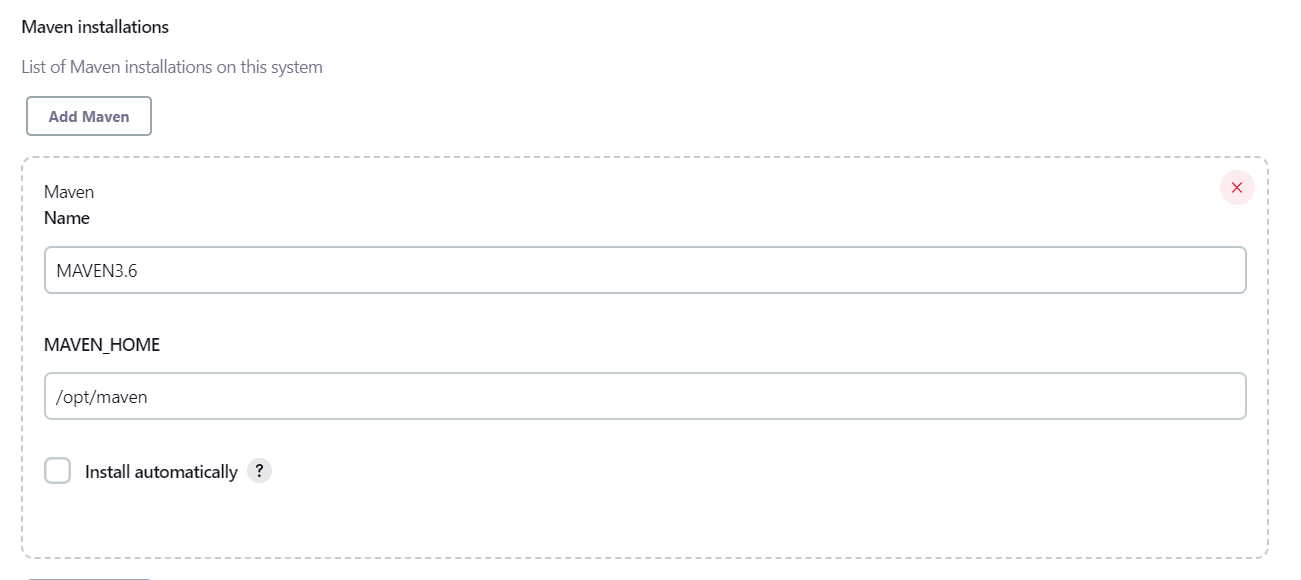 Maven installations
List of Maven installations on this system
Add Maven
Maven
Name
MAVEN3.6
MAVEN_HOME
/opt/maven
Install automatically ?